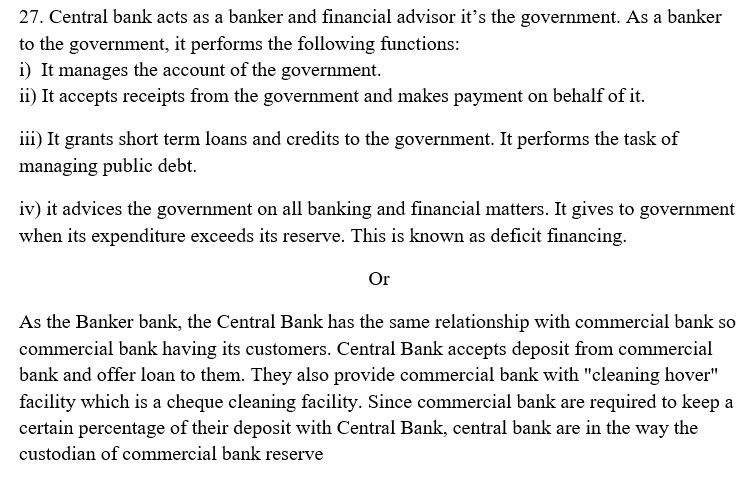 27. Central bank acts as a banker and financial advisor it's the government. As a banker
to the government, it performs the following functions:
i) It manages the account of the government.
ii) It accepts receipts from the government and makes payment on behalf of it.
iii) It grants short term loans and credits to the government. It performs the task of
managing public debt.
iv) it advices the government on all banking and financial matters. It gives to government
when its expenditure exceeds its reserve. This is known as deficit financing.
Or
As the Banker bank, the Central Bank has the same relationship with commercial bank so
commercial bank having its customers. Central Bank accepts deposit from commercial
bank and offer loan to them. They also provide commercial bank with "cleaning hover"
facility which is a cheque cleaning facility. Since commercial bank are required to keep a
certain percentage of their deposit with Central Bank, central bank are in the way the
custodian of commercial bank reserve